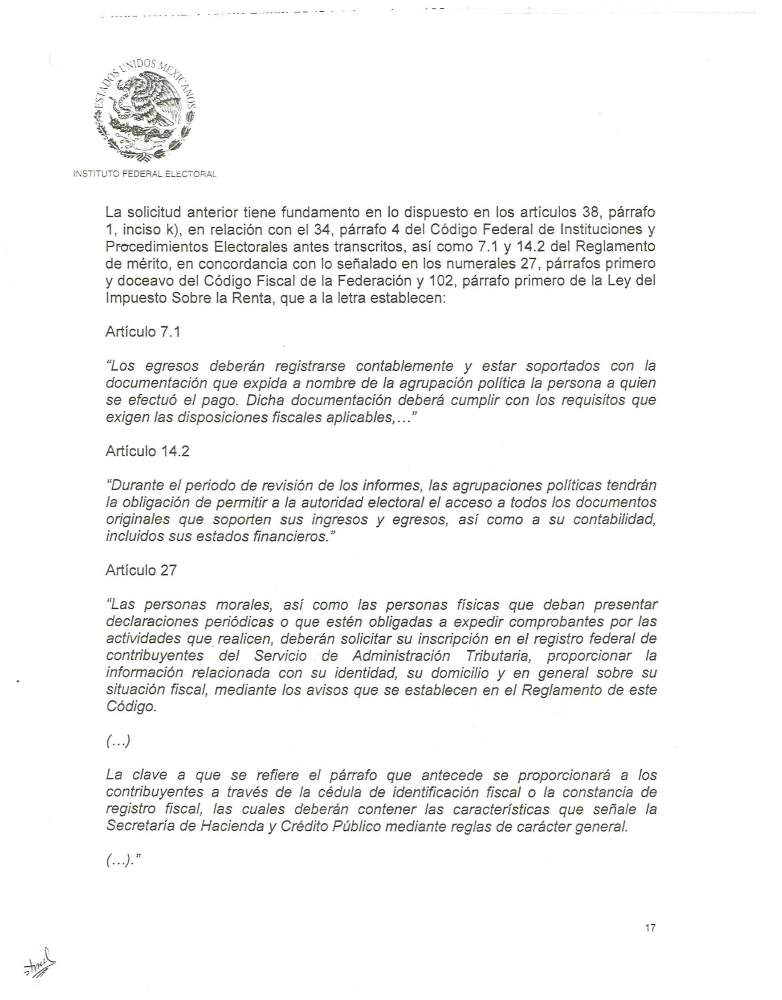 ESTADOS UNIDOS MEXICANOS
INSTITUTO FEDERAL ELECTORAL
La solicitud anterior tiene fundamento en lo dispuesto en los artículos 38, párrafo
1, inciso k), en relación con el 34, párrafo 4 del Código Federal de Instituciones y
Procedimientos Electorales antes transcritos, así como 7.1 y 14.2 del Reglamento
de mérito, en concordancia con lo señalado en los numerales 27, párrafos primero
y doceavo del Código Fiscal de la Federación y 102, párrafo primero de la Ley del
Impuesto Sobre la Renta, que a la letra establecen:
Artículo 7.1
“Los egresos deberán registrarse contablemente y estar soportados con la
documentación que expida a nombre de la agrupación política la persona a quien
se efectuó el pago. Dicha documentación deberá cumplir con los requisitos que
exigen las disposiciones fiscales aplicables,...”
Artículo 14.2
“Durante el periodo de revisión de los informes, las agrupaciones políticas tendrán
la obligación de permitir a la autoridad electoral el acceso a todos los documentos
originales que soporten sus ingresos y egresos, así como a su contabilidad,
incluidos sus estados financieros.”
Artículo 27
“Las personas morales, así como las personas físicas que deban presentar
declaraciones periódicas o que estén obligadas a expedir comprobantes por las
actividades que realicen, deberán solicitar su inscripción en el registro federal de
contribuyentes del Servicio de Administración Tributaria, proporcionar la
información relacionada con su identidad, su domicilio y en general sobre su
situación fiscal, mediante los avisos que se establecen en el Reglamento de este
Código.
(...)
La clave a que se refiere el párrafo que antecede se proporcionará a los
contribuyentes a través de la cédula de identificación fiscal o la constancia de
registro fiscal, las cuales deberán contener las características que señale la
Secretaría de Hacienda y Crédito Público mediante reglas de carácter general.
(...).”
17